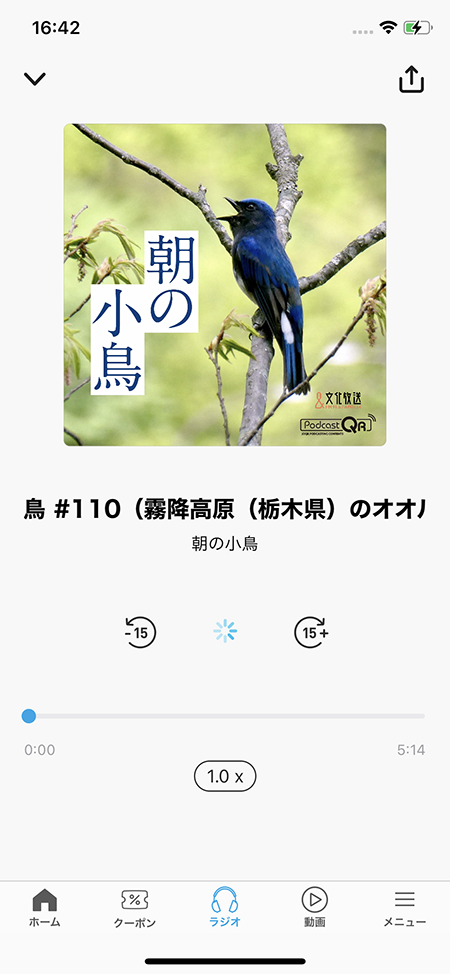 16:42
朝の
小鳥
&文化放送
Podcast QR
鳥 #110（霧降高原（栃木県）のオオル
朝の小鳥
-15
15+
0:00
5:14
1.0 x
ホーム
クーポン
ラジオ
動画
メニュー